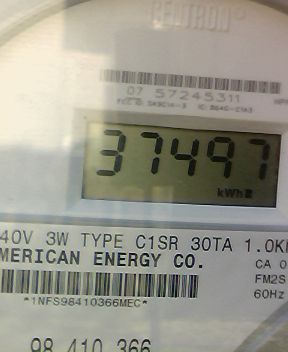 CENTRON®
07 57245311
37497
kWh
40V 3W TYPE C1SR 30TA 1.0K
MERICAN ENERGY CO.
CA 0
FM2S
60Hz
*1NFS98410366MEC*
98 410 366